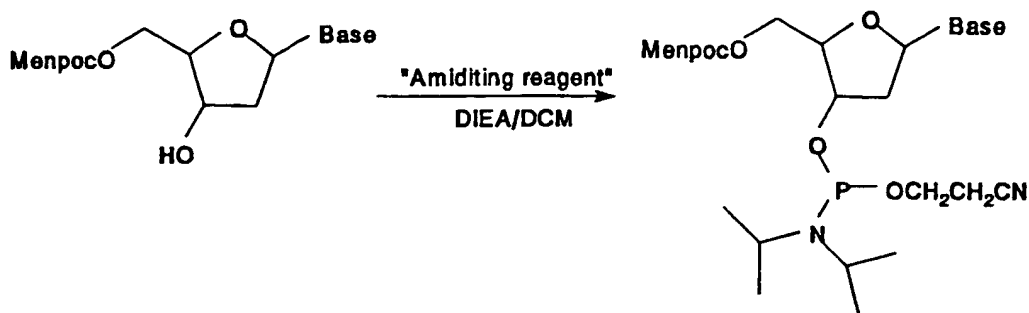 O
Base
MenpocO
HO
"Amiditing reagent"
DIEA/DCM
O
Base
MenpocO
O
P
OCH₂CH₂CN
N